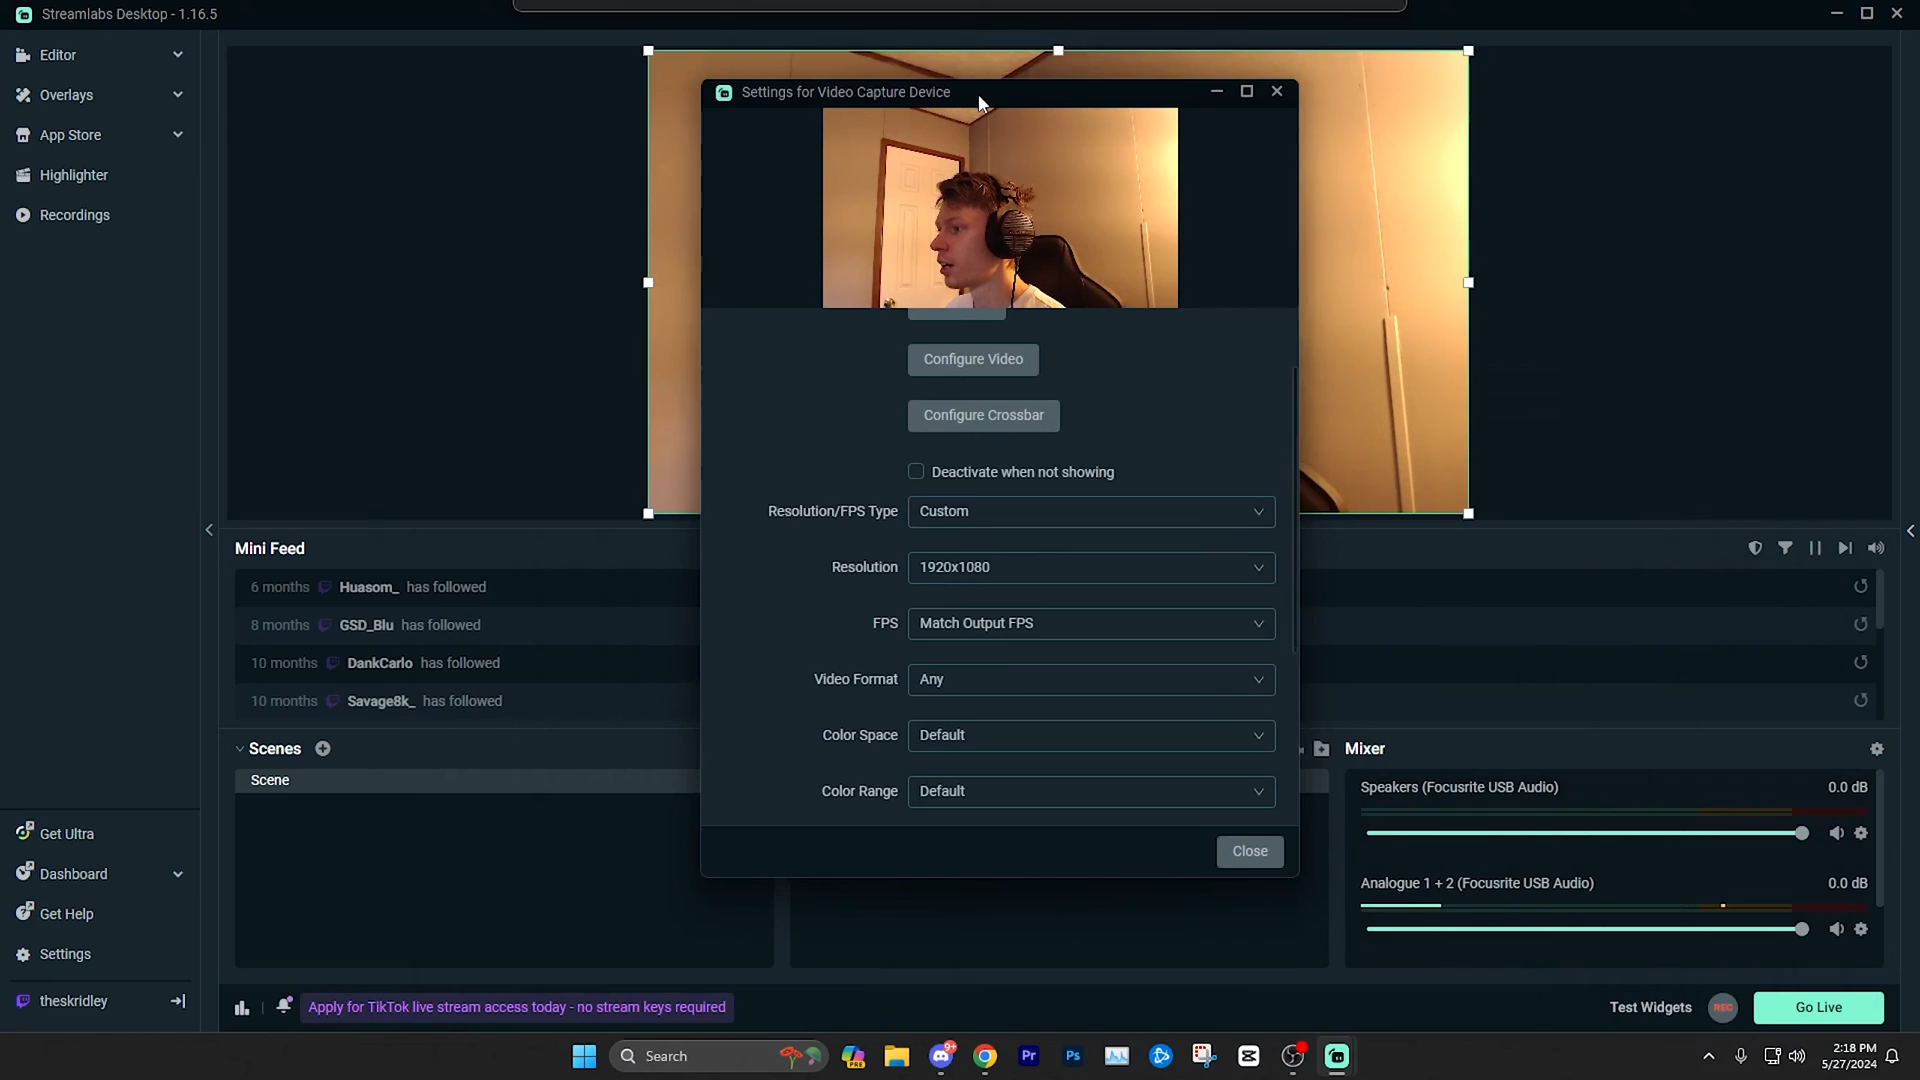 Streamlabs Desktop - 1.16.5
Editor
Overlays
App Store
Highlighter
Recordings
Settings for Video Capture Device
Configure Video
Configure Crossbar
Deactivate when not showing
Resolution/FPS Type Custom
Resolution 1920x1080
FPS Match Output FPS
Video Format Any
Color Space Default
Color Range Default
Close
Mini Feed
6 months Huasom_ has followed
8 months GSD_Blu has followed
10 months DankCarlo has followed
10 months Savage8k_ has followed
Scenes
Scene
Mixer
Speakers (Focusrite USB Audio) 0.0 dB
Analogue 1 + 2 (Focusrite USB Audio) 0.0 dB
Get Ultra
Dashboard
Get Help
Settings
theskridley
Apply for TikTok live stream access today - no stream keys required
Test Widgets
REC
Go Live
Search
PRE
9+
Pr
Ps
2:18 PM
5/27/2024